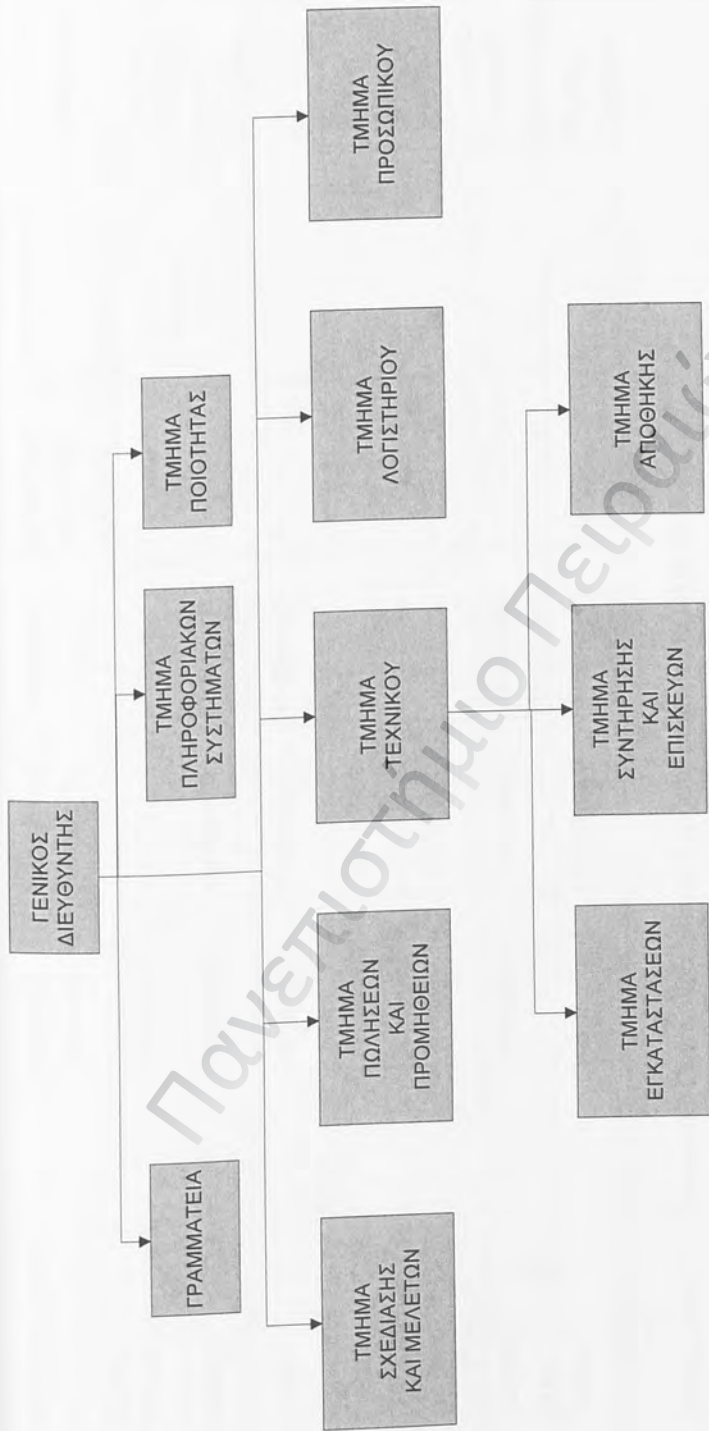 ΓΕΝΙΚΟΣ
ΔΙΕΥΘΥΝΤΗΣ
ΓΡΑΜΜΑΤΕΙΑ
ΤΜΗΜΑ
ΠΛΗΡΟΦΟΡΙΑΚΩΝ
ΣΥΣΤΗΜΑΤΩΝ
ΤΜΗΜΑ
ΠΟΙΟΤΗΤΑΣ
ΤΜΗΜΑ
ΣΧΕΔΙΑΣΗΣ
ΚΑΙ ΜΕΛΕΤΩΝ
ΤΜΗΜΑ
ΠΩΛΗΣΕΩΝ
ΚΑΙ
ΠΡΟΜΗΘΕΙΩΝ
ΤΜΗΜΑ
ΤΕΧΝΙΚΟΥ
ΤΜΗΜΑ
ΛΟΓΙΣΤΗΡΙΟΥ
ΤΜΗΜΑ
ΠΡΟΣΩΠΙΚΟΥ
ΤΜΗΜΑ
ΕΓΚΑΤΑΣΤΑΣΕΩΝ
ΤΜΗΜΑ
ΣΥΝΤΗΡΗΣΗΣ
ΚΑΙ
ΕΠΙΣΚΕΥΩΝ
ΤΜΗΜΑ
ΑΠΟΘΗΚΗΣ
Πανεπιστήμιο